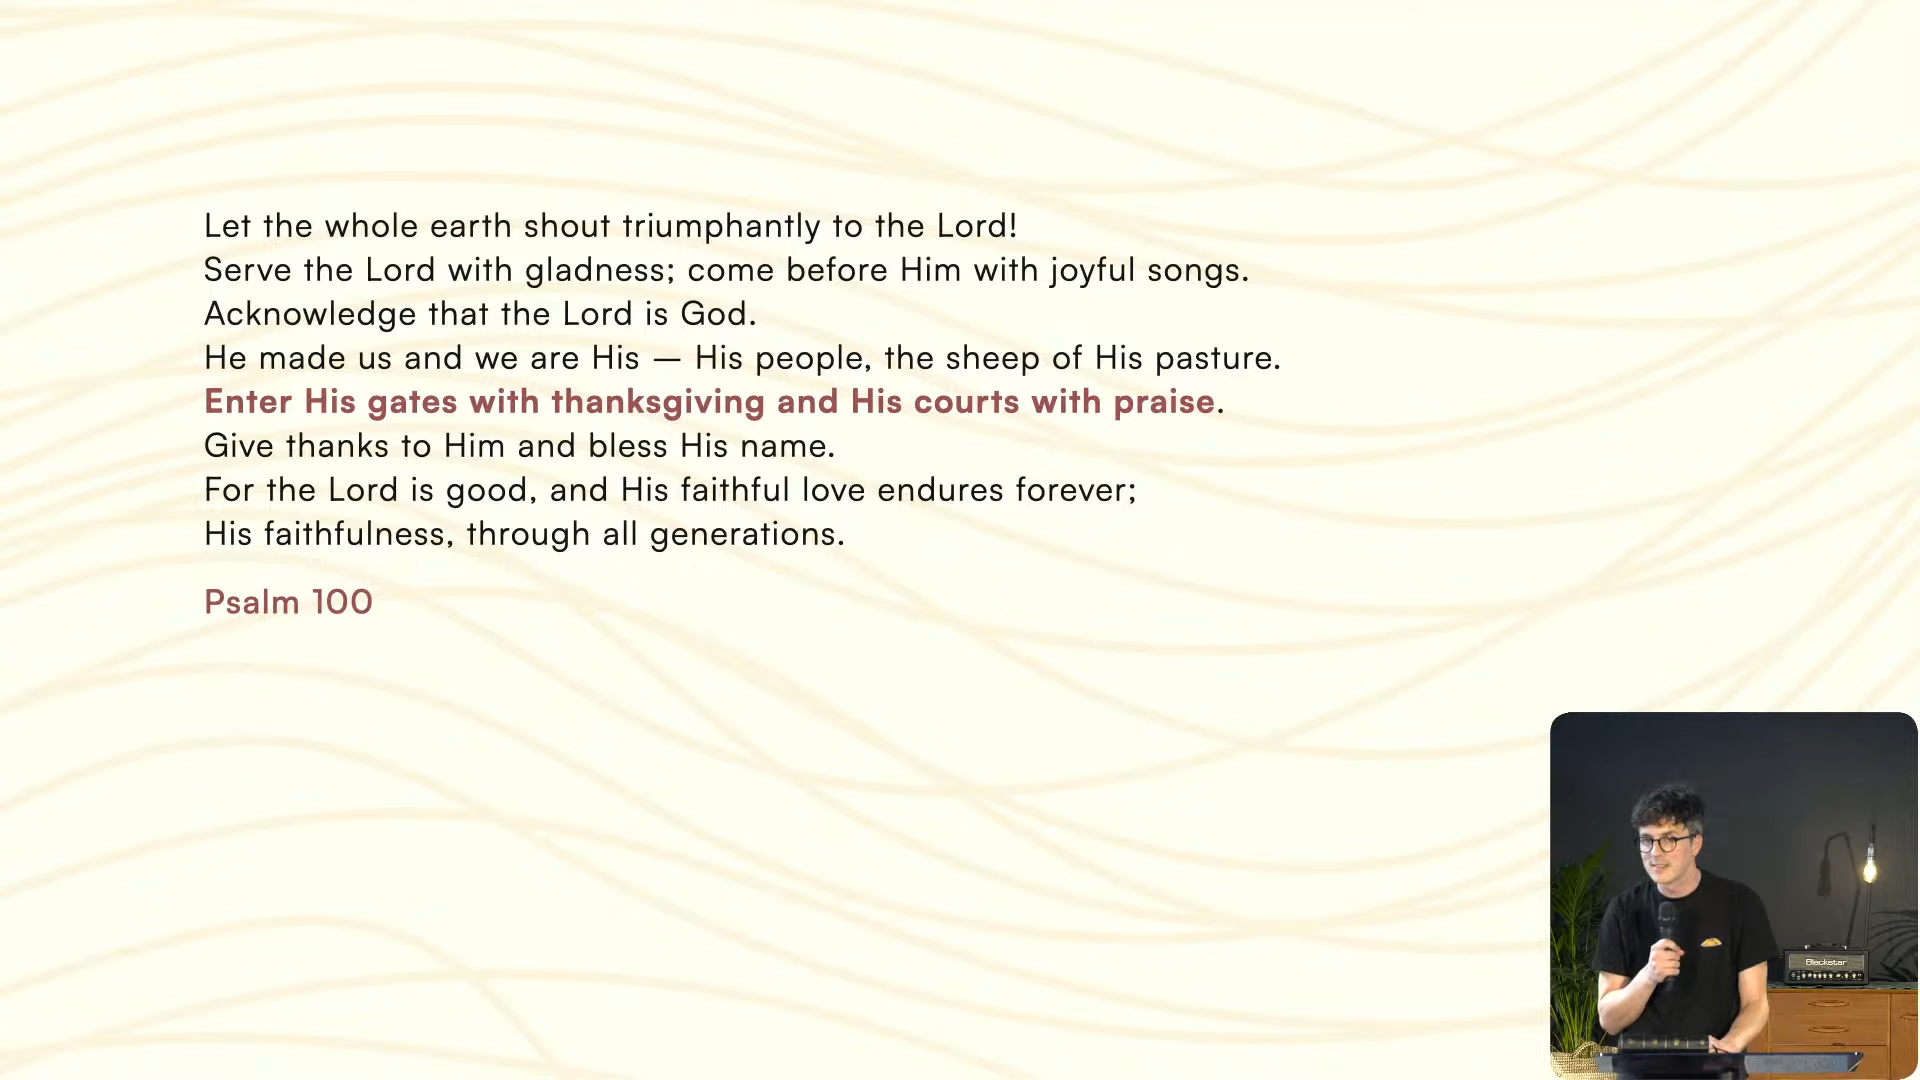 Let the whole earth shout triumphantly to the Lord!
Serve the Lord with gladness; come before Him with joyful songs.
Acknowledge that the Lord is God.
He made us and we are His — His people, the sheep of His pasture.
Enter His gates with thanksgiving and His courts with praise.
Give thanks to Him and bless His name.
For the Lord is good, and His faithful love endures forever;
His faithfulness, through all generations.
Psalm 100
Blackstar